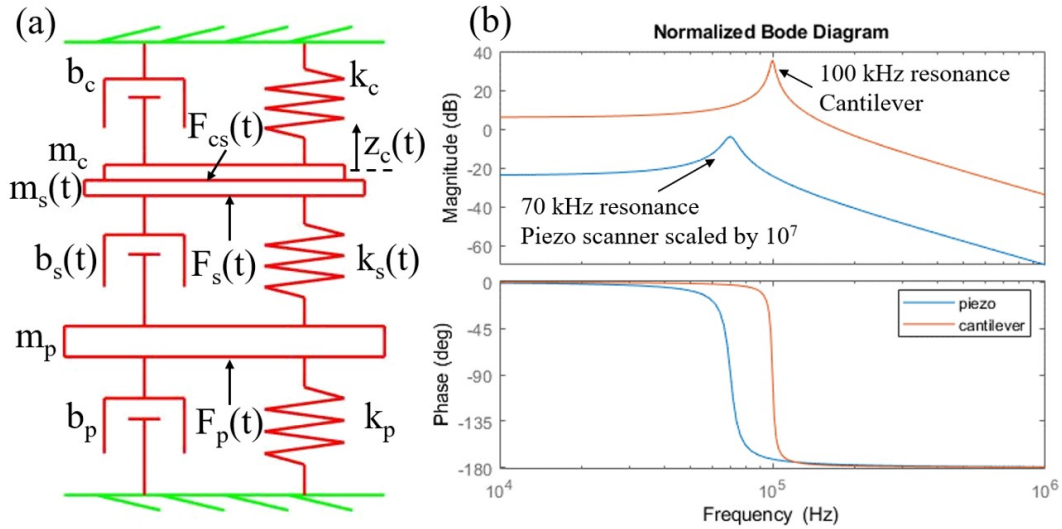 (a)
b_c
k_c
F_cs(t)
z_c(t)
m_c
m_s(t)
b_s(t)
F_s(t)
k_s(t)
m_p
b_p
F_p(t)
k_p
(b)
Normalized Bode Diagram
Magnitude (dB)
40
20
0
-20
-40
-60
100 kHz resonance
Cantilever
70 kHz resonance
Piezo scanner scaled by 10^7
Phase (deg)
0
-45
-90
-135
-180
piezo
cantilever
10^4
10^5
10^6
Frequency (Hz)